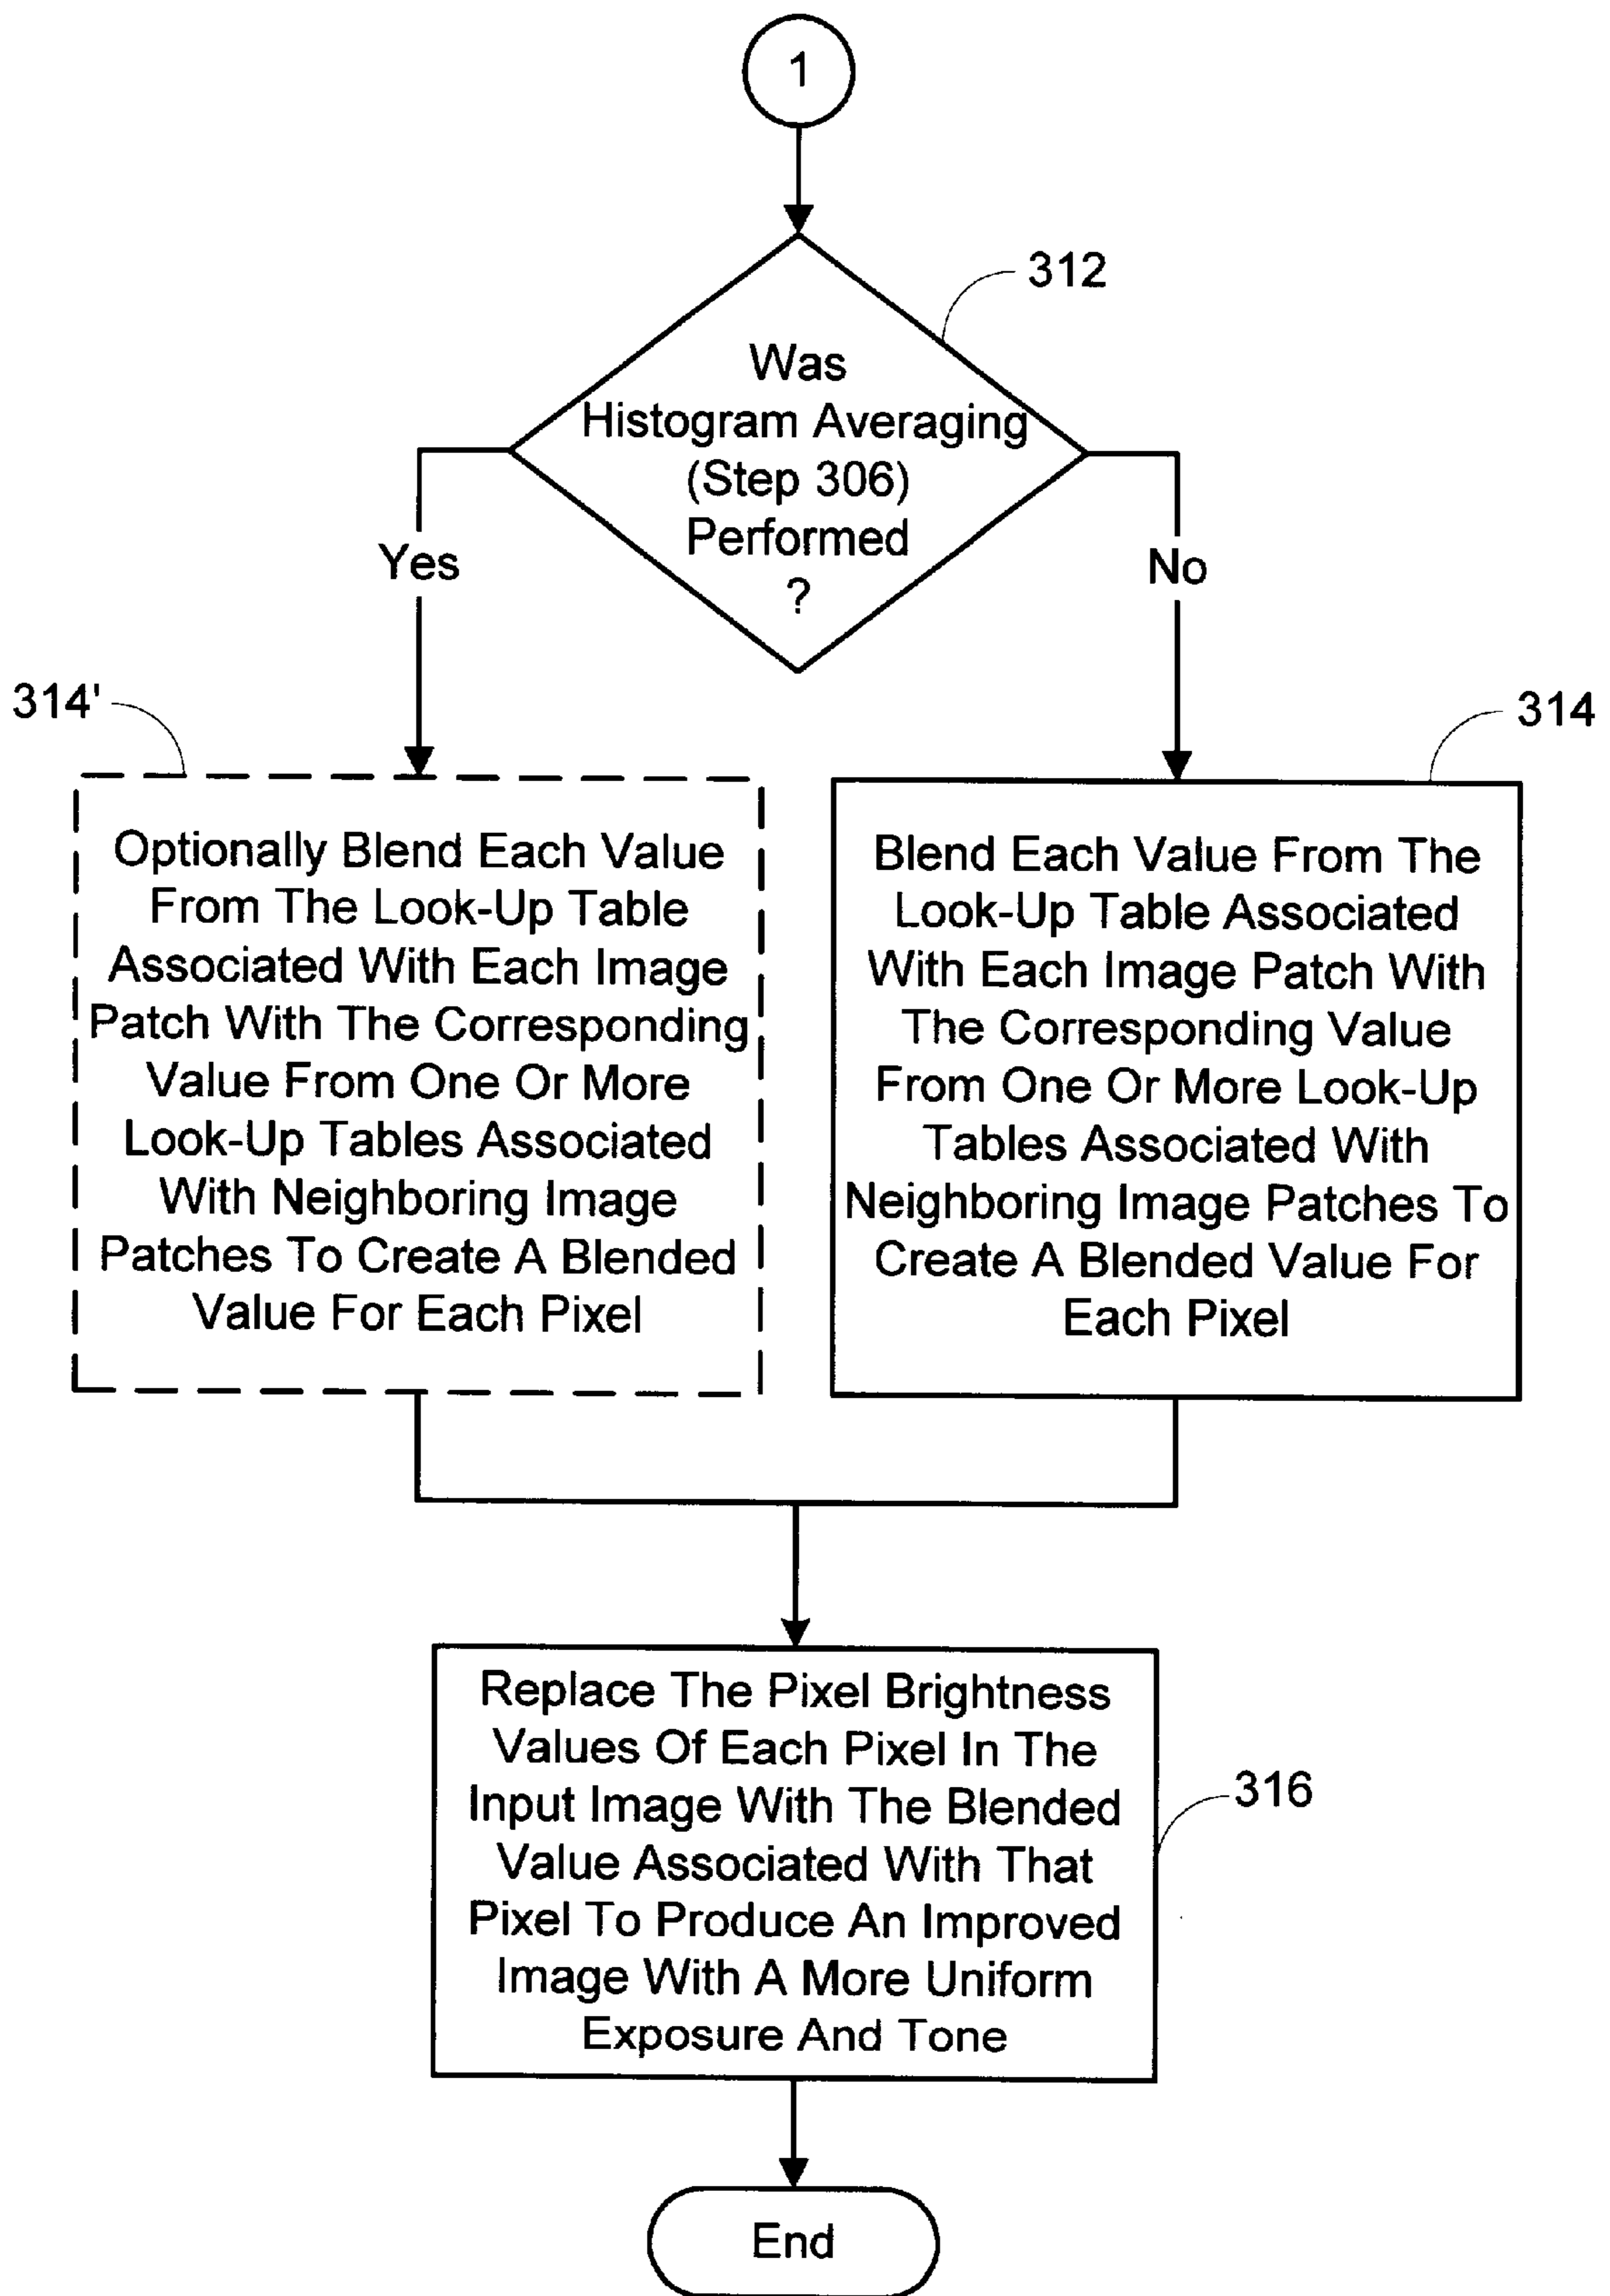 1
312
Was
Histogram Averaging
(Step 306)
Performed
?
Yes
No
314'
314
Optionally Blend Each Value
From The Look-Up Table
Associated With Each Image
Patch With The Corresponding
Value From One Or More
Look-Up Tables Associated
With Neighboring Image
Patches To Create A Blended
Value For Each Pixel
Blend Each Value From The
Look-Up Table Associated
With Each Image Patch With
The Corresponding Value
From One Or More Look-Up
Tables Associated With
Neighboring Image Patches To
Create A Blended Value For
Each Pixel
Replace The Pixel Brightness
Values Of Each Pixel In The
Input Image With The Blended
Value Associated With That
Pixel To Produce An Improved
Image With A More Uniform
Exposure And Tone
316
End